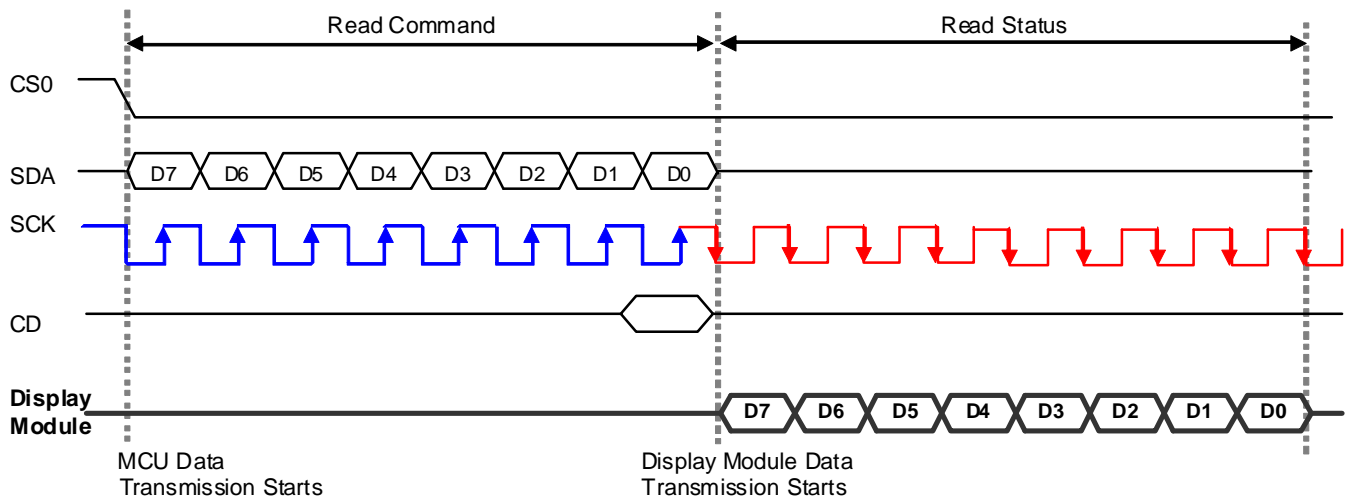 Read Command
Read Status
CS0
SDA
D7 D6 D5 D4 D3 D2 D1 D0
SCK
CD
Display
Module
D7 D6 D5 D4 D3 D2 D1 D0
MCU Data
Transmission Starts
Display Module Data
Transmission Starts